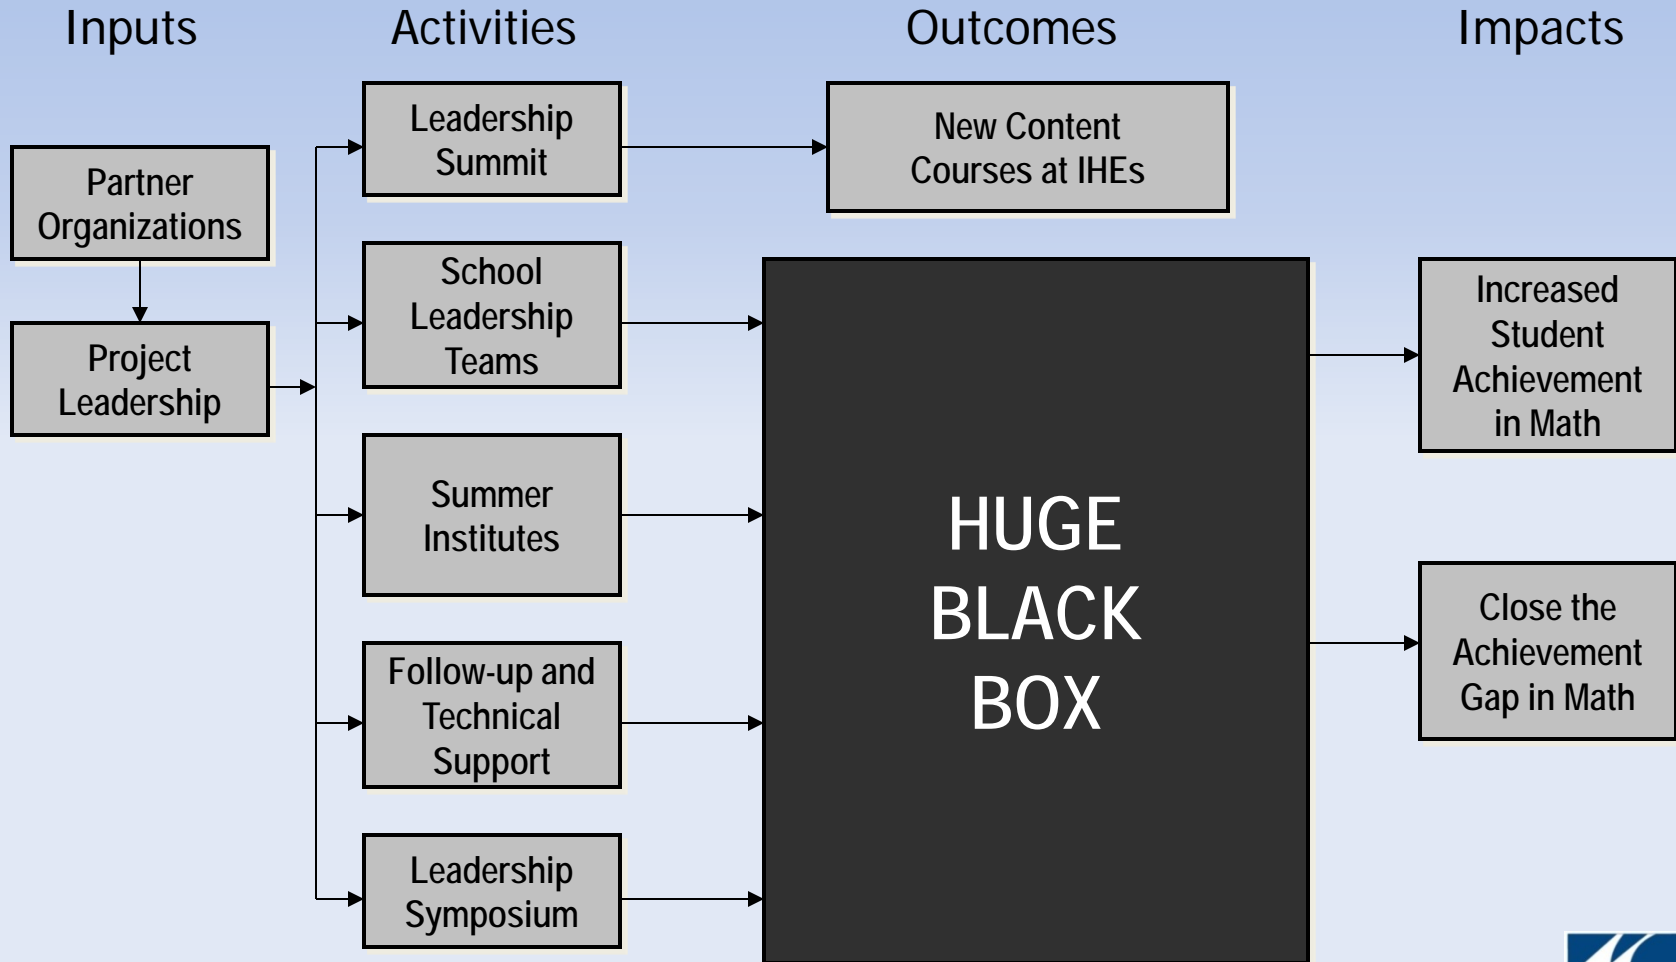 Inputs
Activities
Outcomes
Impacts
Partner
Organizations
Project
Leadership
Leadership
Summit
School
Leadership
Teams
Summer
Institutes
Follow-up and
Technical
Support
Leadership
Symposium
New Content
Courses at IHEs
HUGE
BLACK
BOX
Increased
Student
Achievement
in Math
Close the
Achievement
Gap in Math